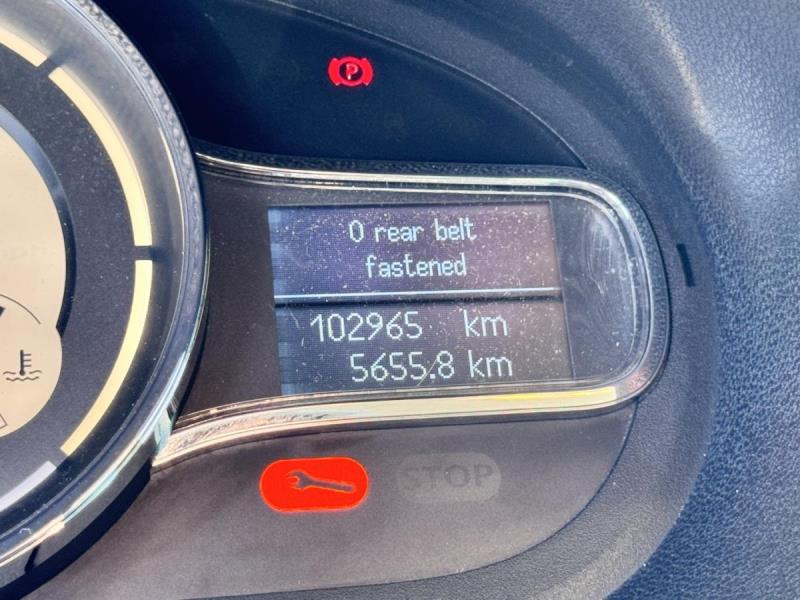 P
0 rear belt
fastened
102965 km
5655.8 km
STOP